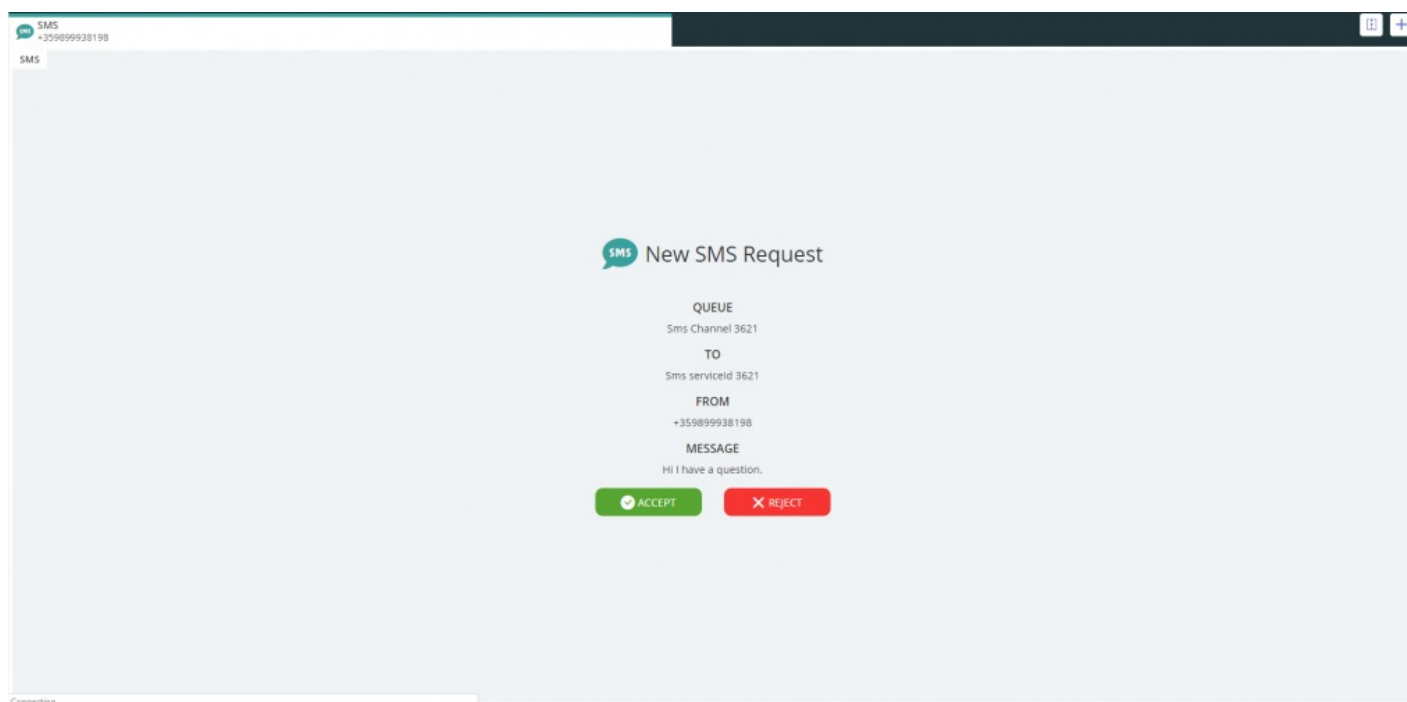 SMS
SMS
+359899938198
SMS
SMS New SMS Request
QUEUE
Sms Channel 3621
TO
Sms serviceId 3621
FROM
+359899938198
MESSAGE
Hi I have a question.
ACCEPT
REJECT